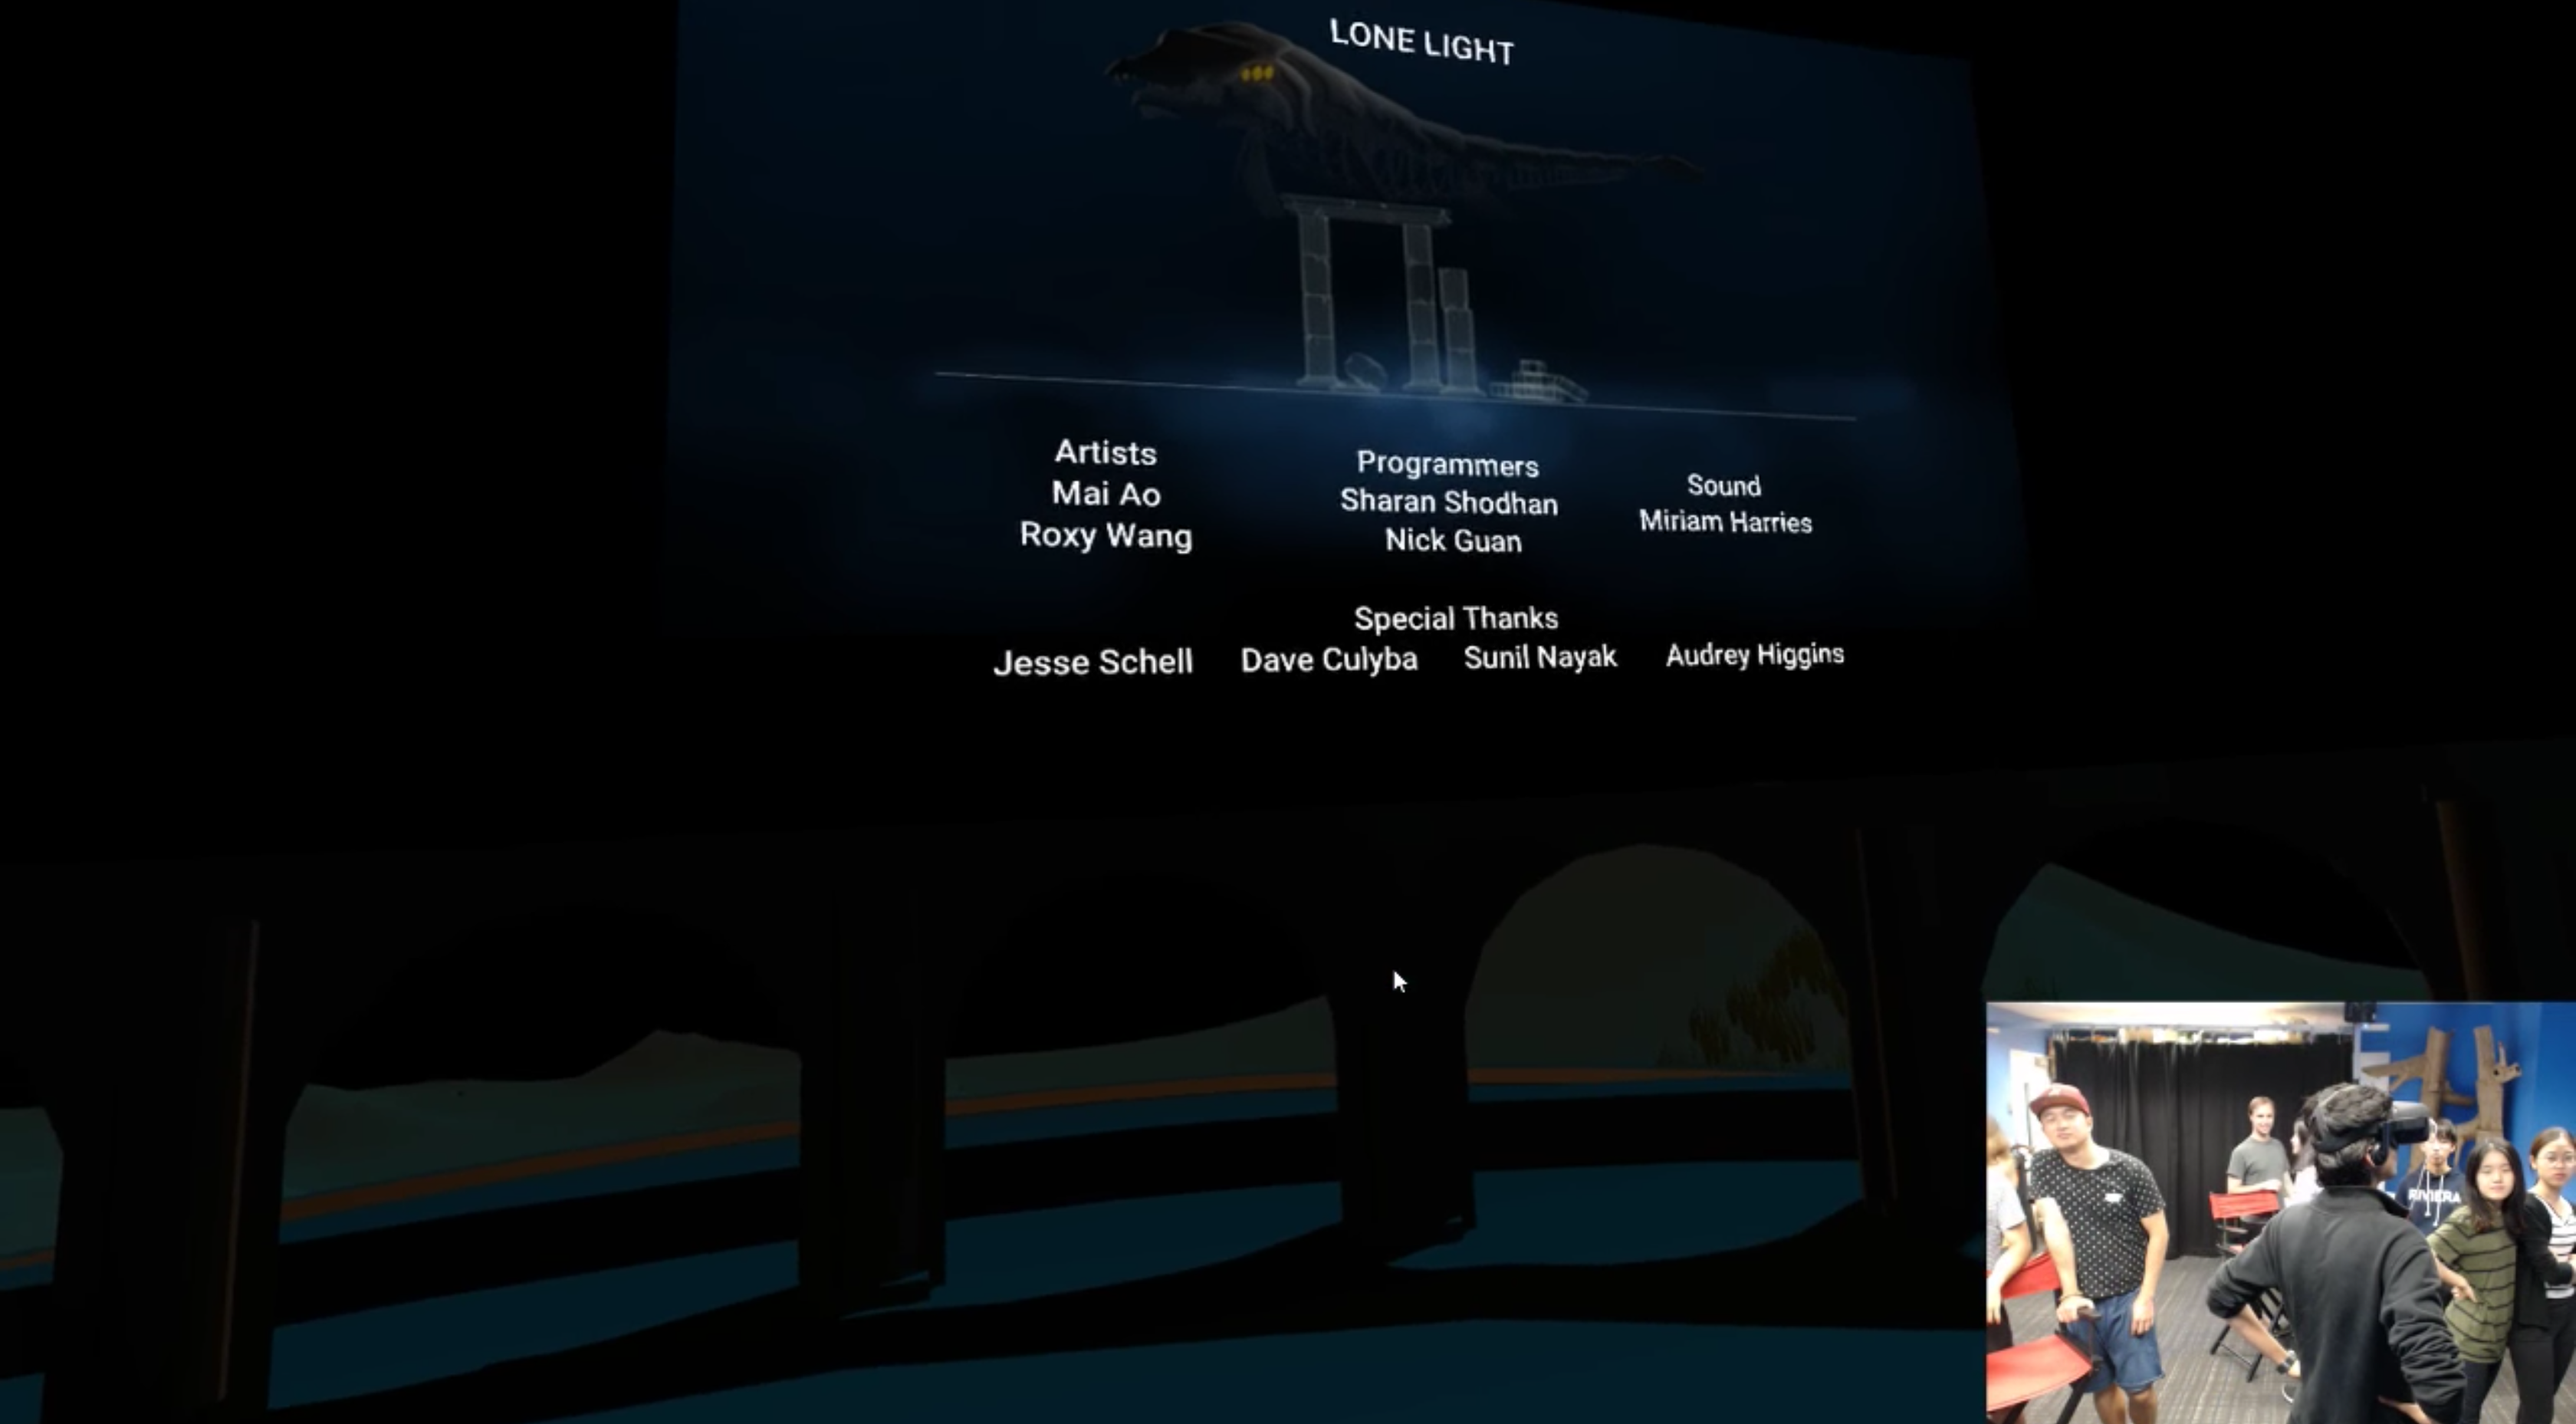 LONE LIGHT
Artists
Mai Ao
Roxy Wang
Programmers
Sharan Shodhan
Nick Guan
Sound
Miriam Harries
Special Thanks
Jesse Schell Dave Culyba Sunil Nayak Audrey Higgins
RIVIERA